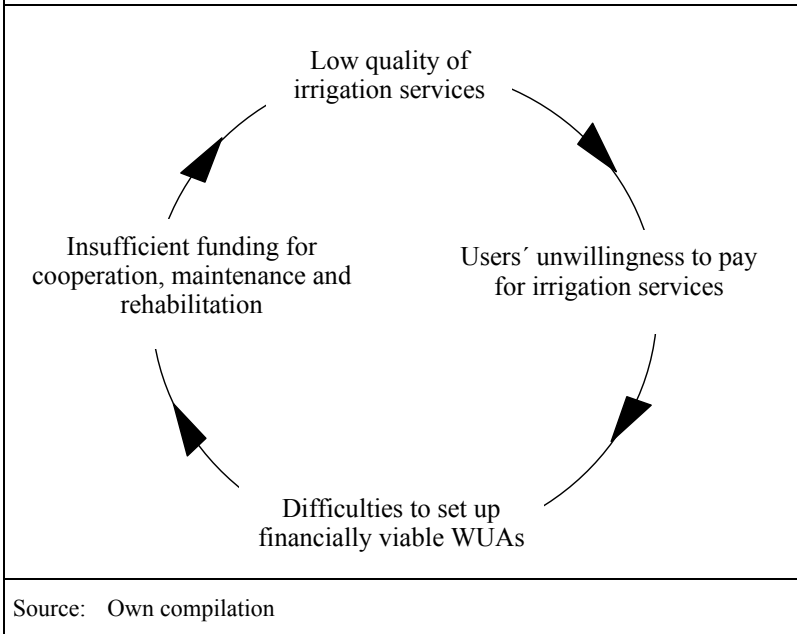 Low quality of
irrigation services
Users´ unwillingness to pay
for irrigation services
Difficulties to set up
financially viable WUAs
Insufficient funding for
cooperation, maintenance and
rehabilitation
Source: Own compilation